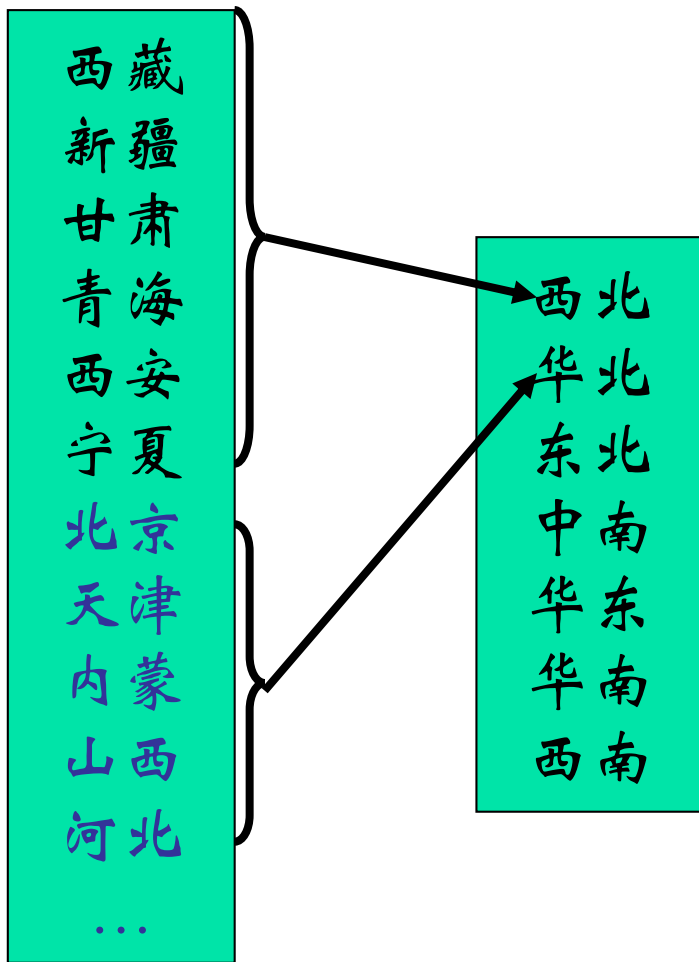 西藏
新疆
甘肃
青海
西安
宁夏
北京
天津
内蒙
山西
河北
...
西北
华北
东北
中南
华东
华南
西南